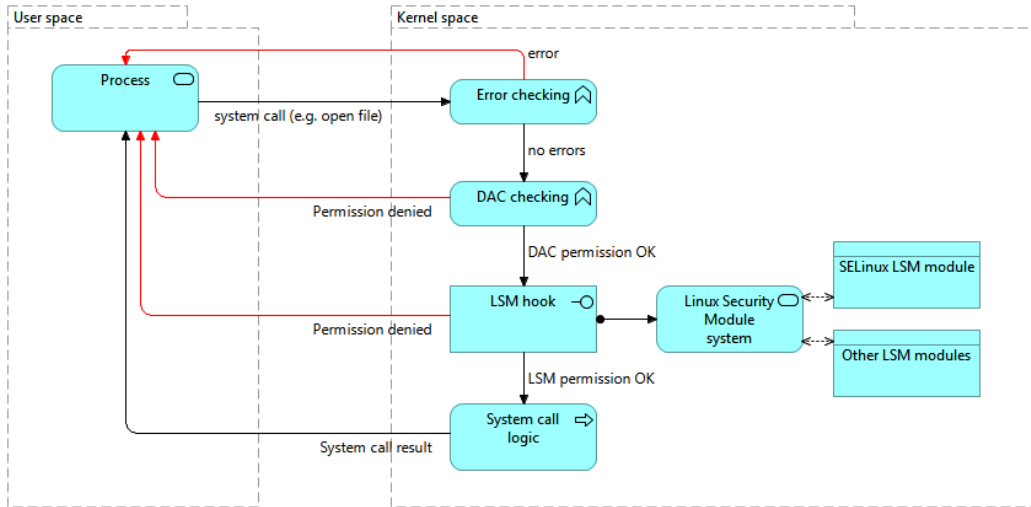 User space
Kernel space
error
Process
Error checking
system call (e.g. open file)
no errors
DAC checking
Permission denied
DAC permission OK
SELinux LSM module
LSM hook
Linux Security
Module
system
Permission denied
Other LSM modules
LSM permission OK
System call
logic
System call result